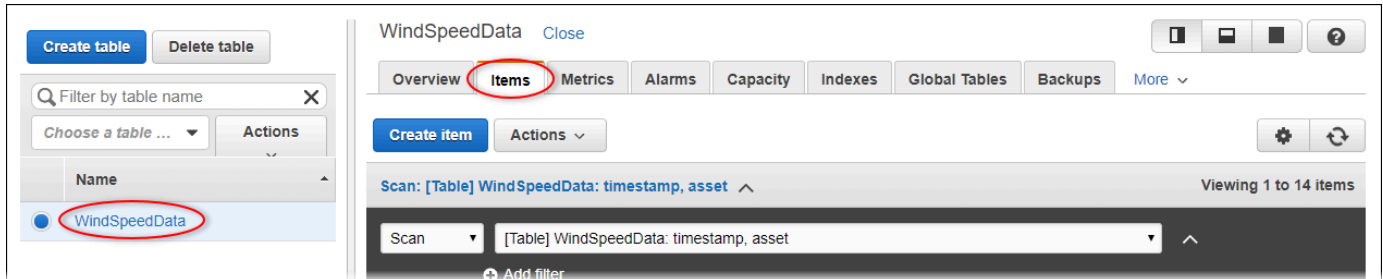 Create table Delete table
Filter by table name
Choose a table ... Actions
Name
WindSpeedData
WindSpeedData Close
Overview Items Metrics Alarms Capacity Indexes Global Tables Backups More
Create item Actions
Scan: [Table] WindSpeedData: timestamp, asset Viewing 1 to 14 items
Scan [Table] WindSpeedData: timestamp, asset
Add filter